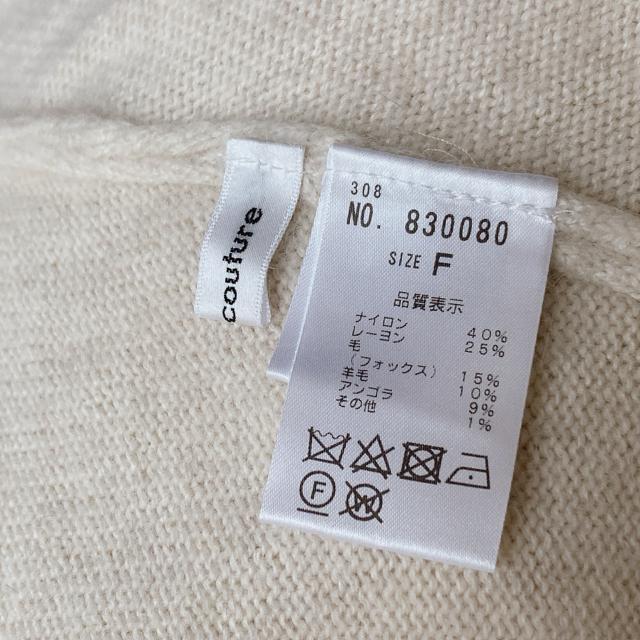 couture
308
NO. 830080
SIZE F
品質表示
ナイロン 40%
レーヨン 25%
毛
(フォックス) 15%
羊毛 10%
アンゴラ 9%
その他 1%
F
W